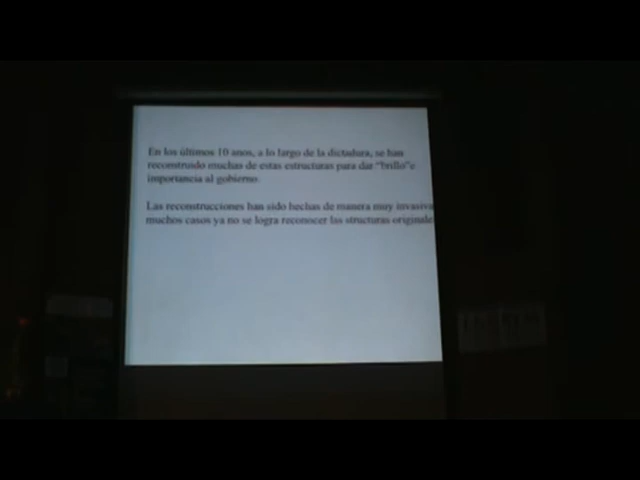 En los últimos 10 anos, a lo largo de la dictadura, se han
reconstruido muchas de estas estructuras para dar "brillo"e
importancia al gobierno.
Las reconstrucciones han sido hechas de manera muy invasiva
muchos casos ya no se logra reconocer las structuras originale